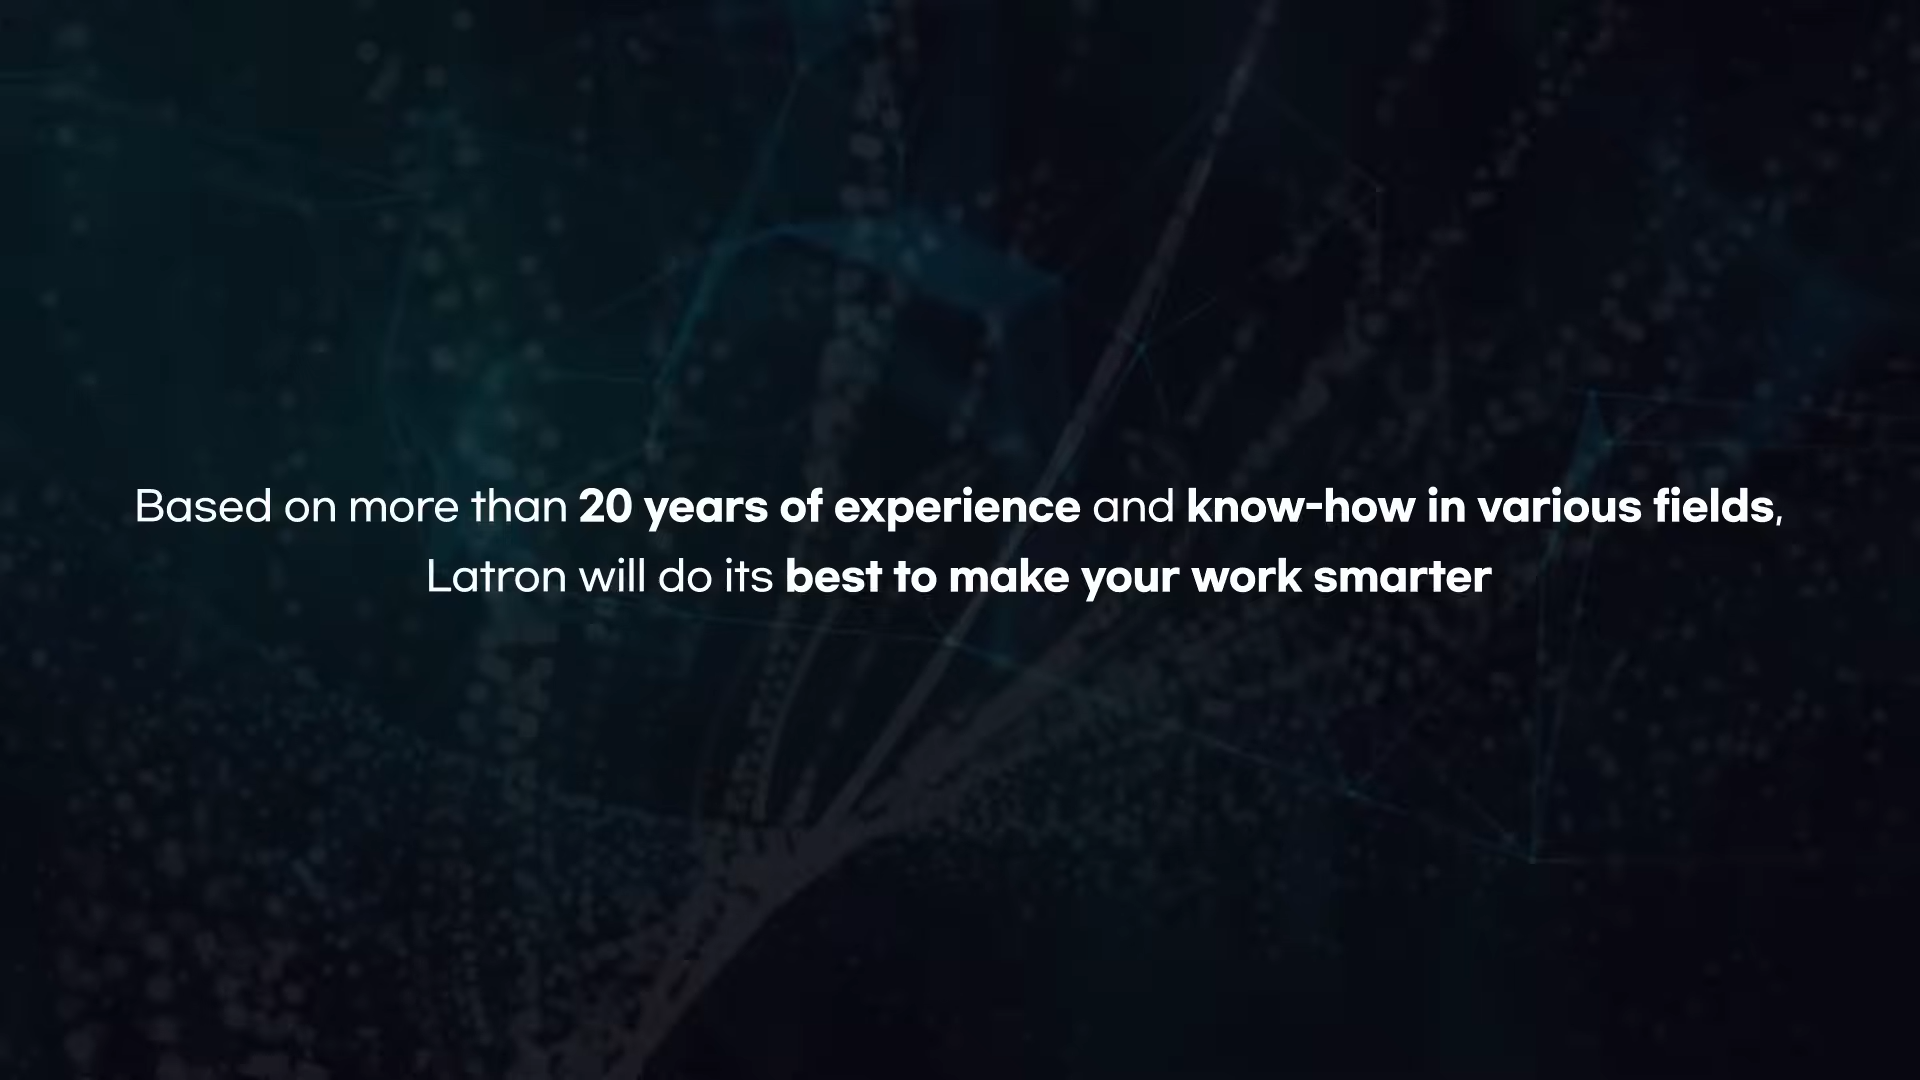 Based on more than 20 years of experience and know-how in various fields,
Latron will do its best to make your work smarter